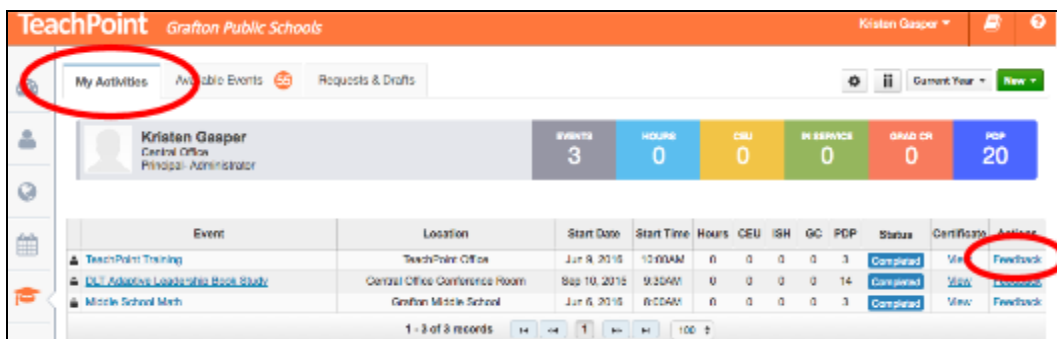 TeachPoint Grafton Public Schools Kristen Gasper
My Activities Available Events 55 Requests & Drafts Current Year New
Kristen Gasper
Central Office
Principal- Administrator
EVENTS HOURS CEU IN SERVICE GRAD CR PDP
3 0 0 0 0 20
Event Location Start Date Start Time Hours CEU ISH GC PDP Status Certificate Actions
TeachPoint Training TeachPoint Office Jun 9, 2016 10:00AM 0 0 0 0 3 Completed View Feedback
DLT Adaptive Leadership Book Study Central Office Conference Room Sep 10, 2015 9:30AM 0 0 0 0 14 Completed View Feedback
Middle School Math Grafton Middle School Jun 6, 2016 8:00AM 0 0 0 0 3 Completed View Feedback
1 - 3 of 3 records 1 100